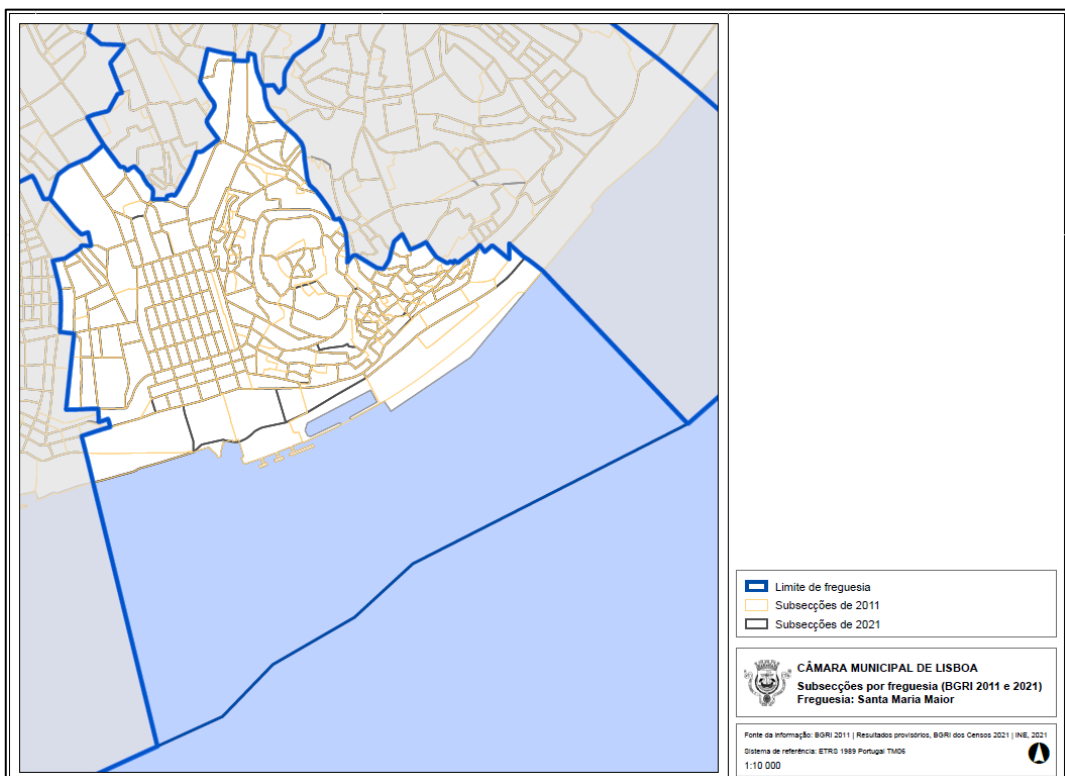 Limite de freguesia
Subsecções de 2011
Subsecções de 2021
CÂMARA MUNICIPAL DE LISBOA
Subsecções por freguesia (BGRI 2011 e 2021)
Freguesia: Santa Maria Maior
Fonte da Informação: BGRI 2011 | Resultados provisórios, BGRI dos Censos 2021 | INE, 2021
Sistema de referência: ETRS 1989 Portugal TM06
1:10 000